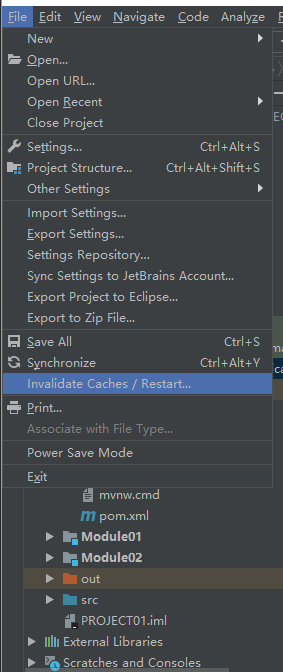 File Edit View Navigate Code Analyze
New
Open...
Open URL...
Open Recent
Close Project
Settings... Ctrl+Alt+S
Project Structure... Ctrl+Alt+Shift+S
Other Settings
Import Settings...
Export Settings...
Settings Repository...
Sync Settings to JetBrains Account...
Export Project to Eclipse...
Export to Zip File...
Save All Ctrl+S
Synchronize Ctrl+Alt+Y
Invalidate Caches / Restart...
Print...
Associate with File Type...
Power Save Mode
Exit
mvnw.cmd
pom.xml
Module01
Module02
out
src
PROJECT01.iml
External Libraries
Scratches and Consoles